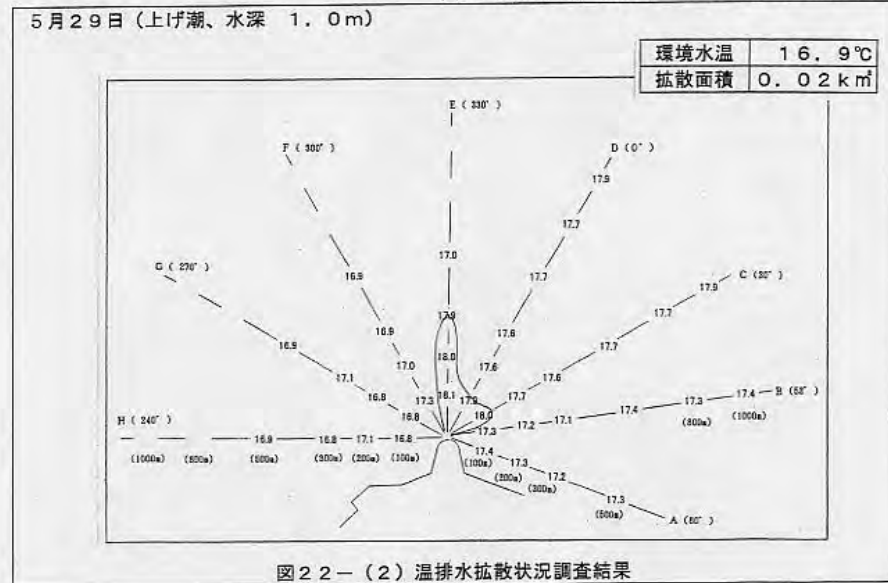 5月29日(上げ潮、水深 1.0m)
環境水温 16.9℃
拡散面積 0.02k㎡
E(330°)
F(300°)
D(0°)
17.9
17.7
G(270°)
17.0
C(30°)
16.9
17.7
17.9
17.7
17.9
16.9
16.9
17.6
17.7
18.0
17.1
17.0
17.6
17.6
B(
16.8
17.3
18.1
17.9
17.7
17.3
17.4
H(240°)
16.8
18.0
17.2
17.1
17.4
(800m)
(1000m)
16.9
16.8
17.1
16.8
17.3
(1000m)
(500m)
(300m)
(200m)
(100m)
17.4
(100m)
17.3
(200m)
17.2
(300m)
17.3
(500m)
A(
図22-(2)温排水拡散状況調査結果